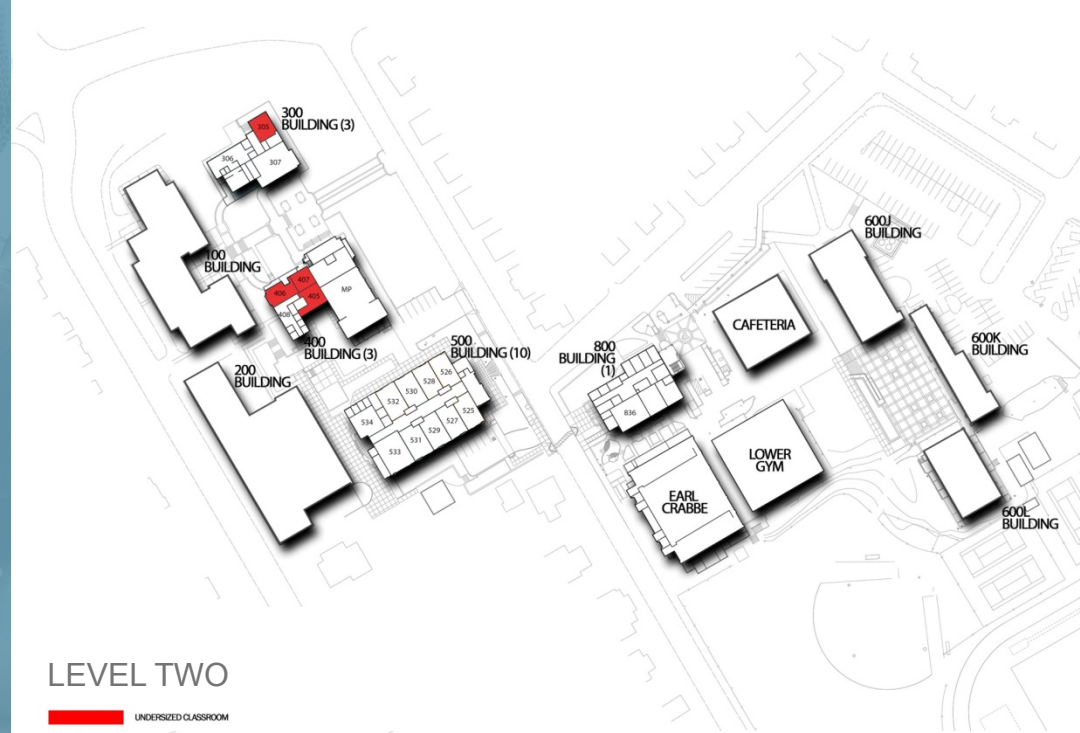 300
BUILDING (3)
305
306
307
100
BUILDING
407
406
405
MP
408
400
BUILDING (3)
500
BUILDING (10)
200
BUILDING
526
528
530
532
534
525
527
529
531
533
600J
BUILDING
CAFETERIA
600K
BUILDING
800
BUILDING
(1)
836
LOWER
GYM
EARL
CRABBE
600L
BUILDING
LEVEL TWO
UNDERSIZED CLASSROOM